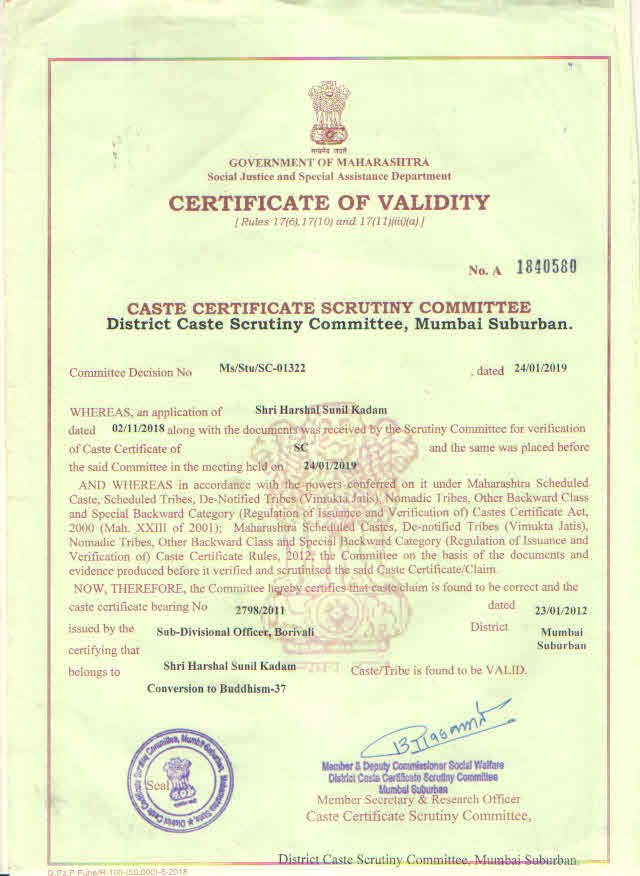 सत्यमेव जयते
GOVERNMENT OF MAHARASHTRA
Social Justice and Special Assistance Department
CERTIFICATE OF VALIDITY
[ Rules 17(6), 17(10) and 17(11)(iii)(a).]
No. A 1840580
CASTE CERTIFICATE SCRUTINY COMMITTEE
District Caste Scrutiny Committee, Mumbai Suburban.
Committee Decision No Ms/Stu/SC-01322 , dated 24/01/2019
WHEREAS, an application of Shri Harshal Sunil Kadam
dated 02/11/2018 along with the documents was received by the Scrutiny Committee for verification
of Caste Certificate of SC and the same was placed before
the said Committee in the meeting held on 24/01/2019
AND WHEREAS in accordance with the powers conferred on it under Maharashtra Scheduled
Caste, Scheduled Tribes, De-Notified Tribes (Vimukta Jatis), Nomadic Tribes, Other Backward Class
and Special Backward Category (Regulation of Issuance and Verification of) Castes Certificate Act,
2000 (Mah. XXIII of 2001); Maharashtra Scheduled Castes, De-notified Tribes (Vimukta Jatis),
Nomadic Tribes, Other Backward Class and Special Backward Category (Regulation of Issuance and
Verification of) Caste Certificate Rules, 2012, the Committee on the basis of the documents and
evidence produced before it verified and scrutinised the said Caste Certificate/Claim.
NOW, THEREFORE, the Committee hereby certifies that caste claim is found to be correct and the
caste certificate bearing No 2798/2011 dated 23/01/2012
issued by the Sub-Divisional Officer, Borivali District Mumbai Suburban
certifying that
belongs to Shri Harshal Sunil Kadam Caste/Tribe is found to be VALID.
Conversion to Buddhism-37
Seal
Member & Deputy Commissioner Social Welfare
District Caste Certificate Scrutiny Committee
Mumbai Suburban
Member Secretary & Research Officer
Caste Certificate Scrutiny Committee,
District Caste Scrutiny Committee, Mumbai Suburban.
G.P.Z.P.Pune/R-100-(50,000)-5-2018